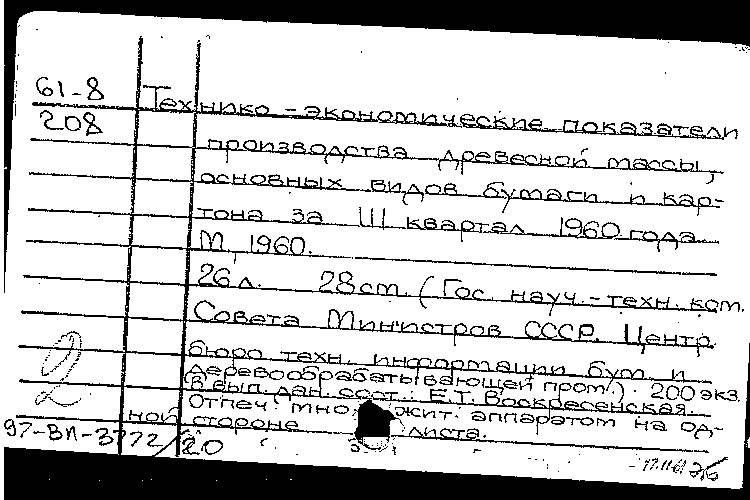 61-8
208
Технико-экономические показатели
производства древесной массы,
основных видов бумаги и кар-
тона за III квартал 1960 года.
М., 1960.
26 л. 28 см. (Гос. науч.-техн. ком.
Совета Министров СССР. Центр.
бюро техн. информации бум. и
деревообрабатывающей пром.). 200 экз.
В вып. дан. сост.: Е.Т. Воскресенская.
Отпеч. множит. аппаратом на од-
ной стороне листа.
2
97-ВЛ-3772/
20